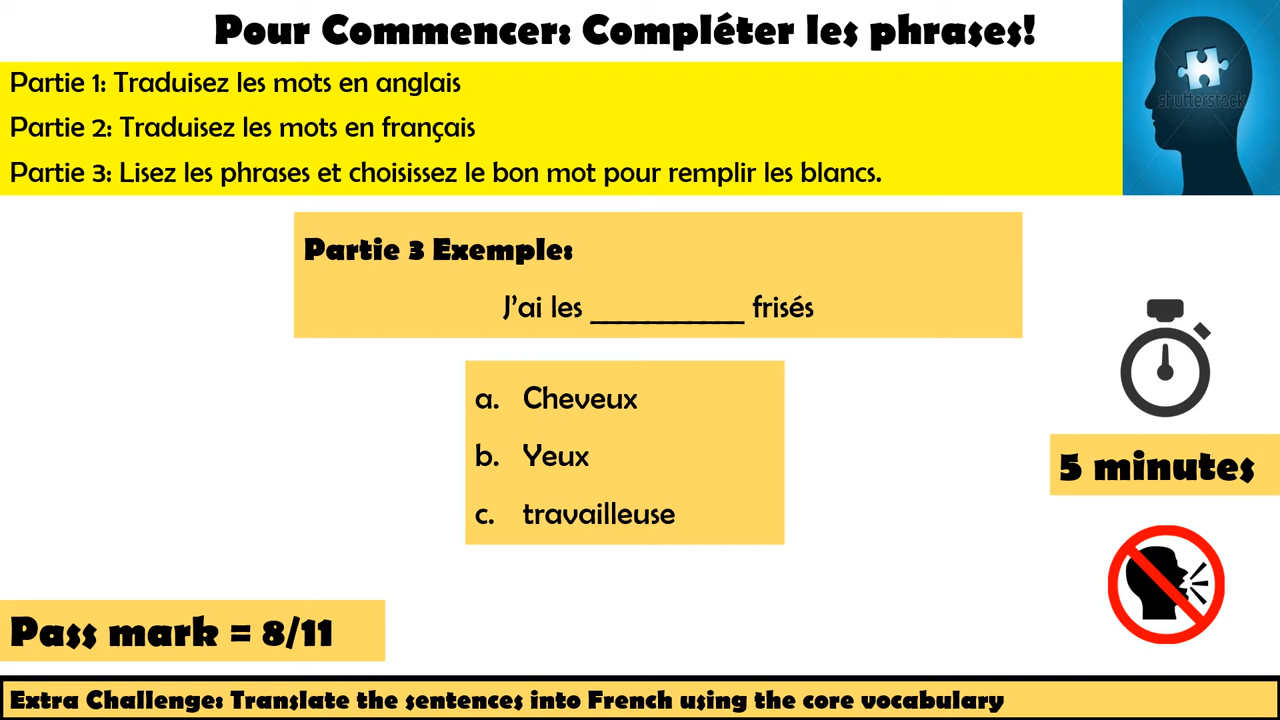 Pour Commencer: Compléter les phrases!
Partie 1: Traduisez les mots en anglais
Partie 2: Traduisez les mots en français
Partie 3: Lisez les phrases et choisissez le bon mot pour remplir les blancs.
shutterstock
Partie 3 Exemple:
J’ai les ___________ frisés
a. Cheveux
b. Yeux
c. travailleuse
5 minutes
Pass mark = 8/11
Extra Challenge: Translate the sentences into French using the core vocabulary